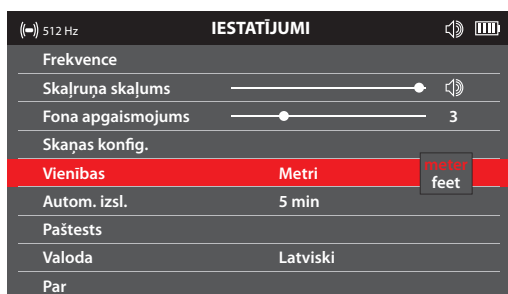 512 Hz IESTATĪJUMI
Frekvence
Skaļruņa skaļums
Fona apgaismojums 3
Skaņas konfig.
Vienības Metri meter
feet
Autom. izsl. 5 min
Paštests
Valoda Latviski
Par